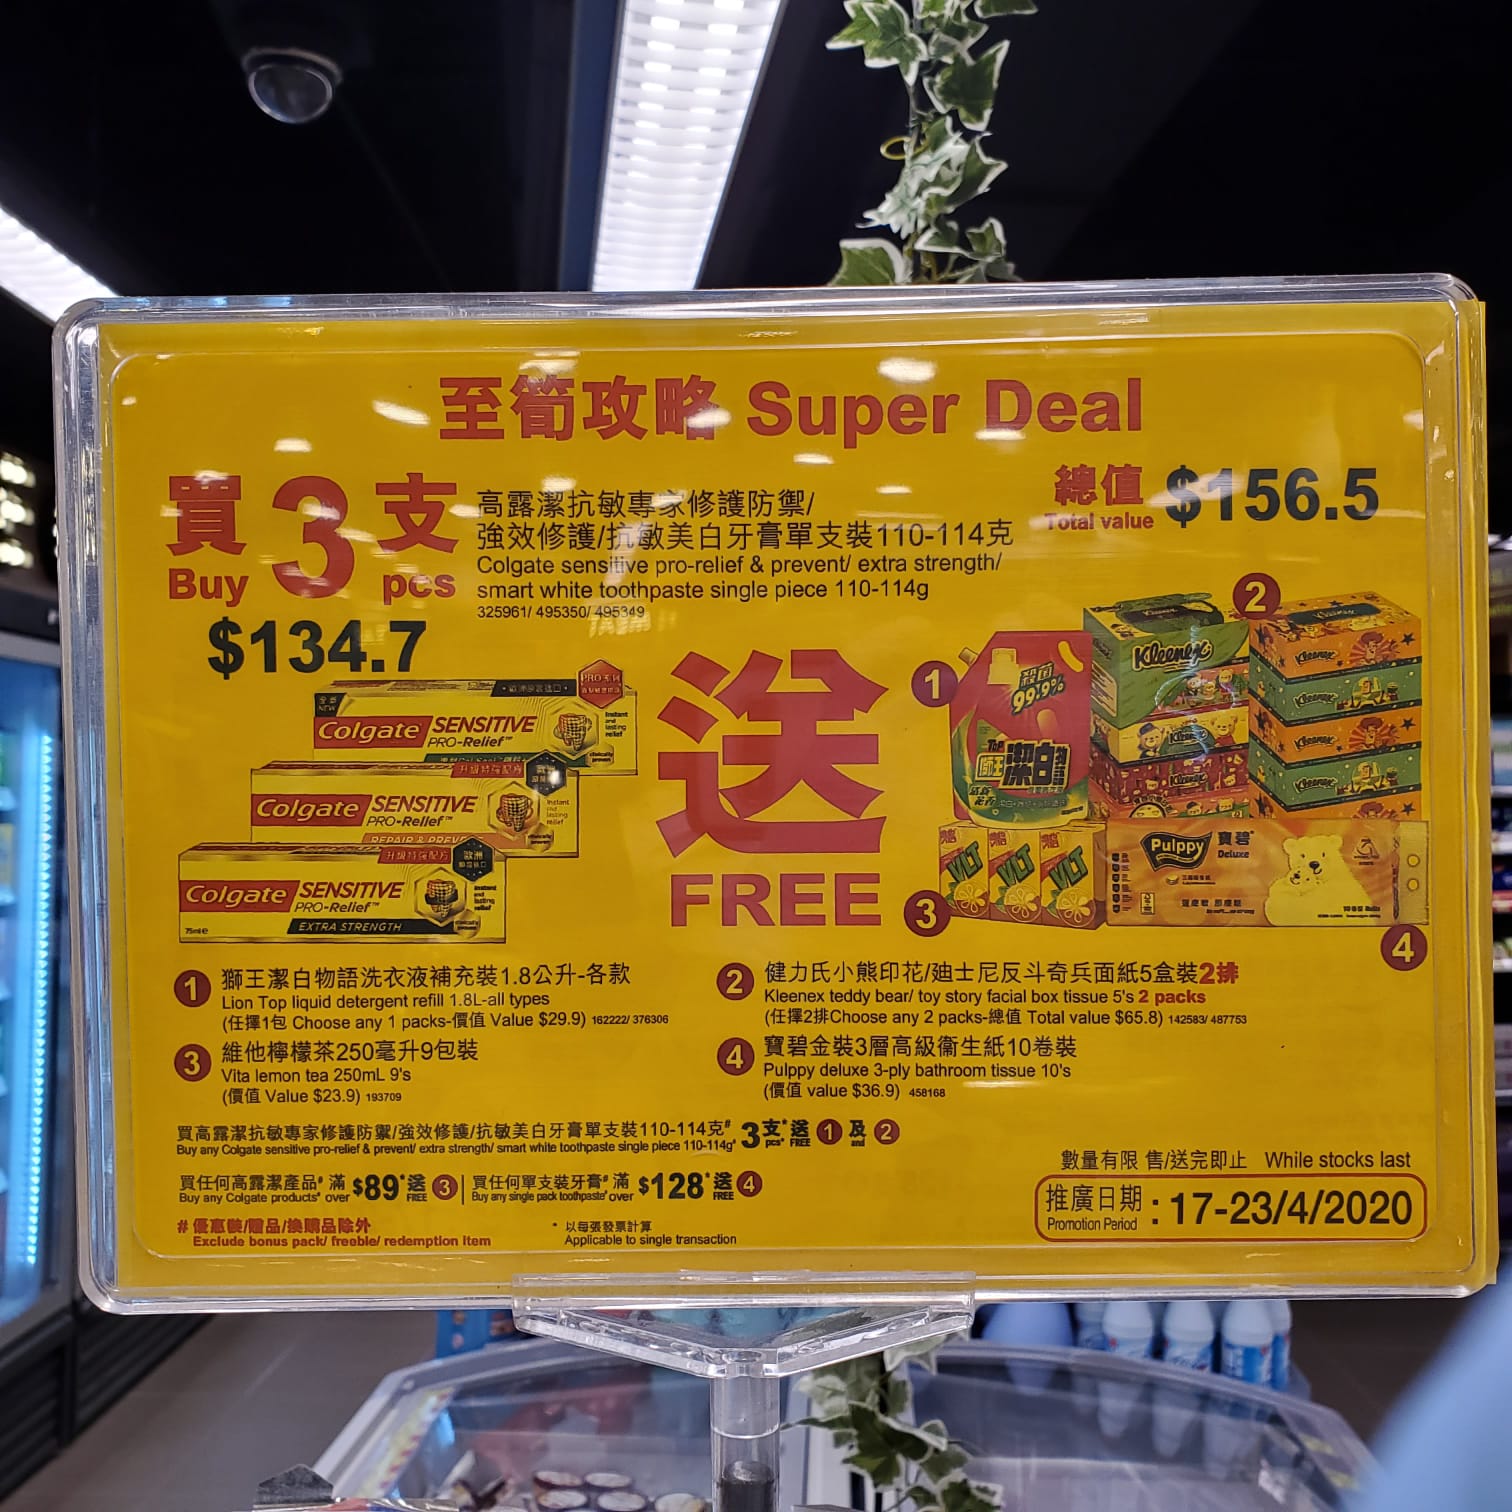 至筍攻略 Super Deal
買3支
Buy 3 pcs
$134.7
高露潔抗敏專家修護防禦/
強效修護/抗敏美白牙膏單支裝110-114克
Colgate sensitive pro-relief & prevent/ extra strength/
smart white toothpaste single piece 110-114g
325961/ 495350/ 495349
總值
Total value
$156.5
Colgate SENSITIVE
PRO-Relief™
Colgate SENSITIVE
PRO-Relief™
Colgate SENSITIVE
PRO-Relief™
EXTRA STRENGTH
送
FREE
1
99.9%
獅王
潔白
2
Kleenex
3
VLT VLT VLT
Pulppy 寶碧
Deluxe
4
1 獅王潔白物語洗衣液補充裝1.8公升-各款
Lion Top liquid detergent refill 1.8L-all types
(任擇1包 Choose any 1 packs-價值 Value $29.9) 162222/ 376306
2 健力氏小熊印花/廸士尼反斗奇兵面紙5盒裝2排
Kleenex teddy bear/ toy story facial box tissue 5's 2 packs
(任擇2排Choose any 2 packs-總值 Total value $65.8) 142583/ 487753
3 維他檸檬茶250毫升9包裝
Vita lemon tea 250mL 9's
(價值 Value $23.9) 193709
4 寶碧金裝3層高級衞生紙10卷裝
Pulppy deluxe 3-ply bathroom tissue 10's
(價值 value $36.9) 458168
買高露潔抗敏專家修護防禦/強效修護/抗敏美白牙膏單支裝110-114克# 3支*送 1 及 2
Buy any Colgate sensitive pro-relief & prevent/ extra strength/ smart white toothpaste single piece 110-114g# pcs* FREE and
買任何高露潔產品# 滿 $89*送 3 | 買任何單支裝牙膏# 滿 $128*送 4
Buy any Colgate products# over FREE Buy any single pack toothpaste# over FREE
# 優惠裝/贈品/換購品除外
Exclude bonus pack/ freebie/ redemption item
* 以每張發票計算
Applicable to single transaction
數量有限 售/送完即止 While stocks last
推廣日期
Promotion Period
: 17-23/4/2020